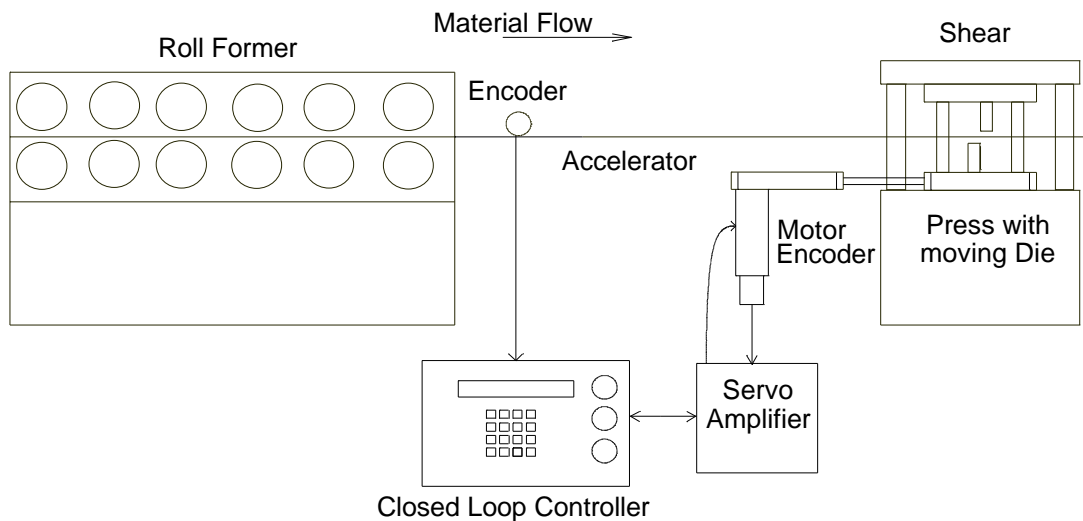 Material Flow
Roll Former
Shear
Encoder
Accelerator
Motor
Encoder
Press with
moving Die
Servo
Amplifier
Closed Loop Controller